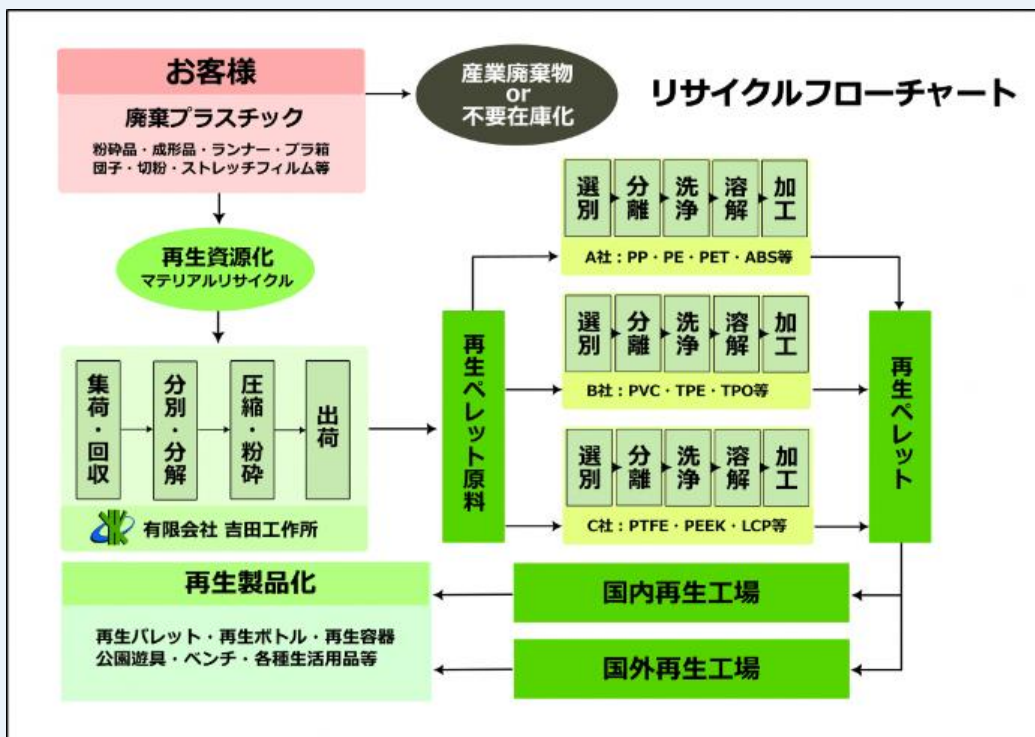 リサイクルフローチャート
お客様
廃棄プラスチック
粉砕品・成形品・ランナー・プラ箱
団子・切粉・ストレッチフィルム等
産業廃棄物
or
不要在庫化
再生資源化
マテリアルリサイクル
集荷・回収
分別・分解
圧縮・粉砕
出荷
有限会社 吉田工作所
再生ペレット原料
選別
分離
洗浄
溶解
加工
A社：PP・PE・PET・ABS等
選別
分離
洗浄
溶解
加工
B社：PVC・TPE・TPO等
選別
分離
洗浄
溶解
加工
C社：PTFE・PEEK・LCP等
再生ペレット
国内再生工場
国外再生工場
再生製品化
再生パレット・再生ボトル・再生容器
公園遊具・ベンチ・各種生活用品等